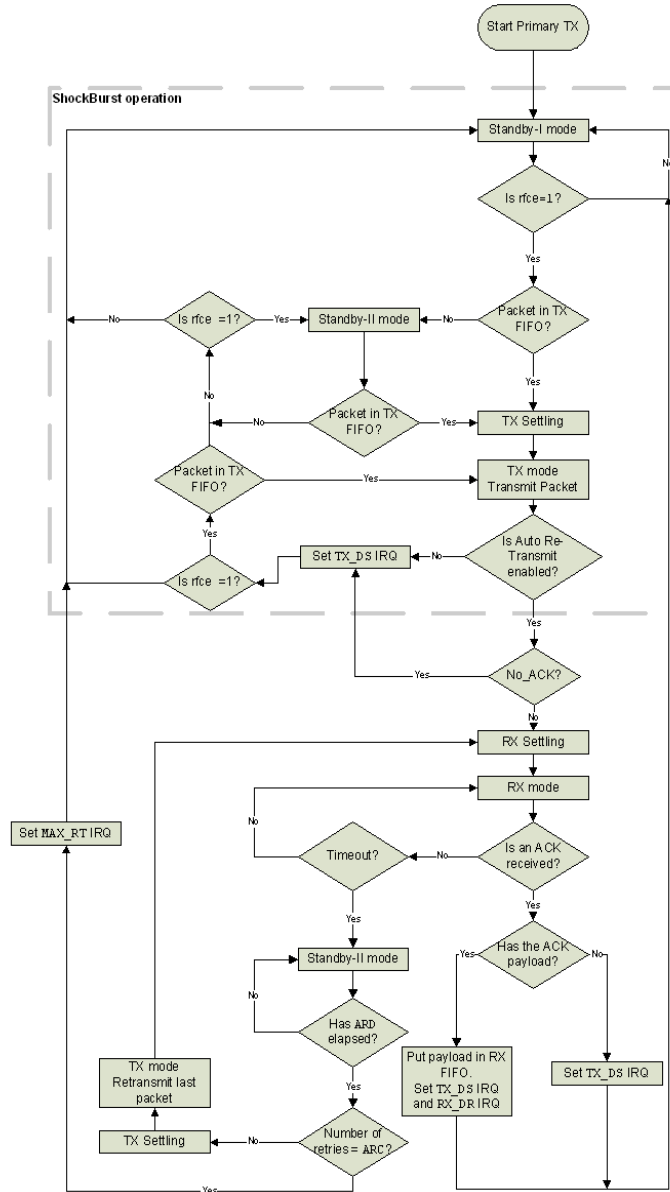 Start Primary TX
ShockBurst operation
Standby-I mode
No
Is rfce=1?
Yes
Is rfce =1?
No
Yes
Standby-II mode
No
Packet in TX
FIFO?
Yes
No
Packet in TX
FIFO?
No
Yes
TX Settling
Packet in TX
FIFO?
Yes
TX mode
Transmit Packet
Yes
Is Auto Re-
Transmit
enabled?
No
Set TX_DS IRQ
Is rfce =1?
Yes
No_ACK?
Yes
No
RX Settling
RX mode
No
Set MAX_RT IRQ
Timeout?
No
Is an ACK
received?
Yes
Yes
Standby-II mode
Has the ACK
payload?
Yes
No
No
Has ARD
elapsed?
Yes
TX mode
Retransmit last
packet
Put payload in RX
FIFO.
Set TX_DS IRQ
and RX_DR IRQ
Set TX_DS IRQ
TX Settling
No
Number of
retries = ARC?
Yes